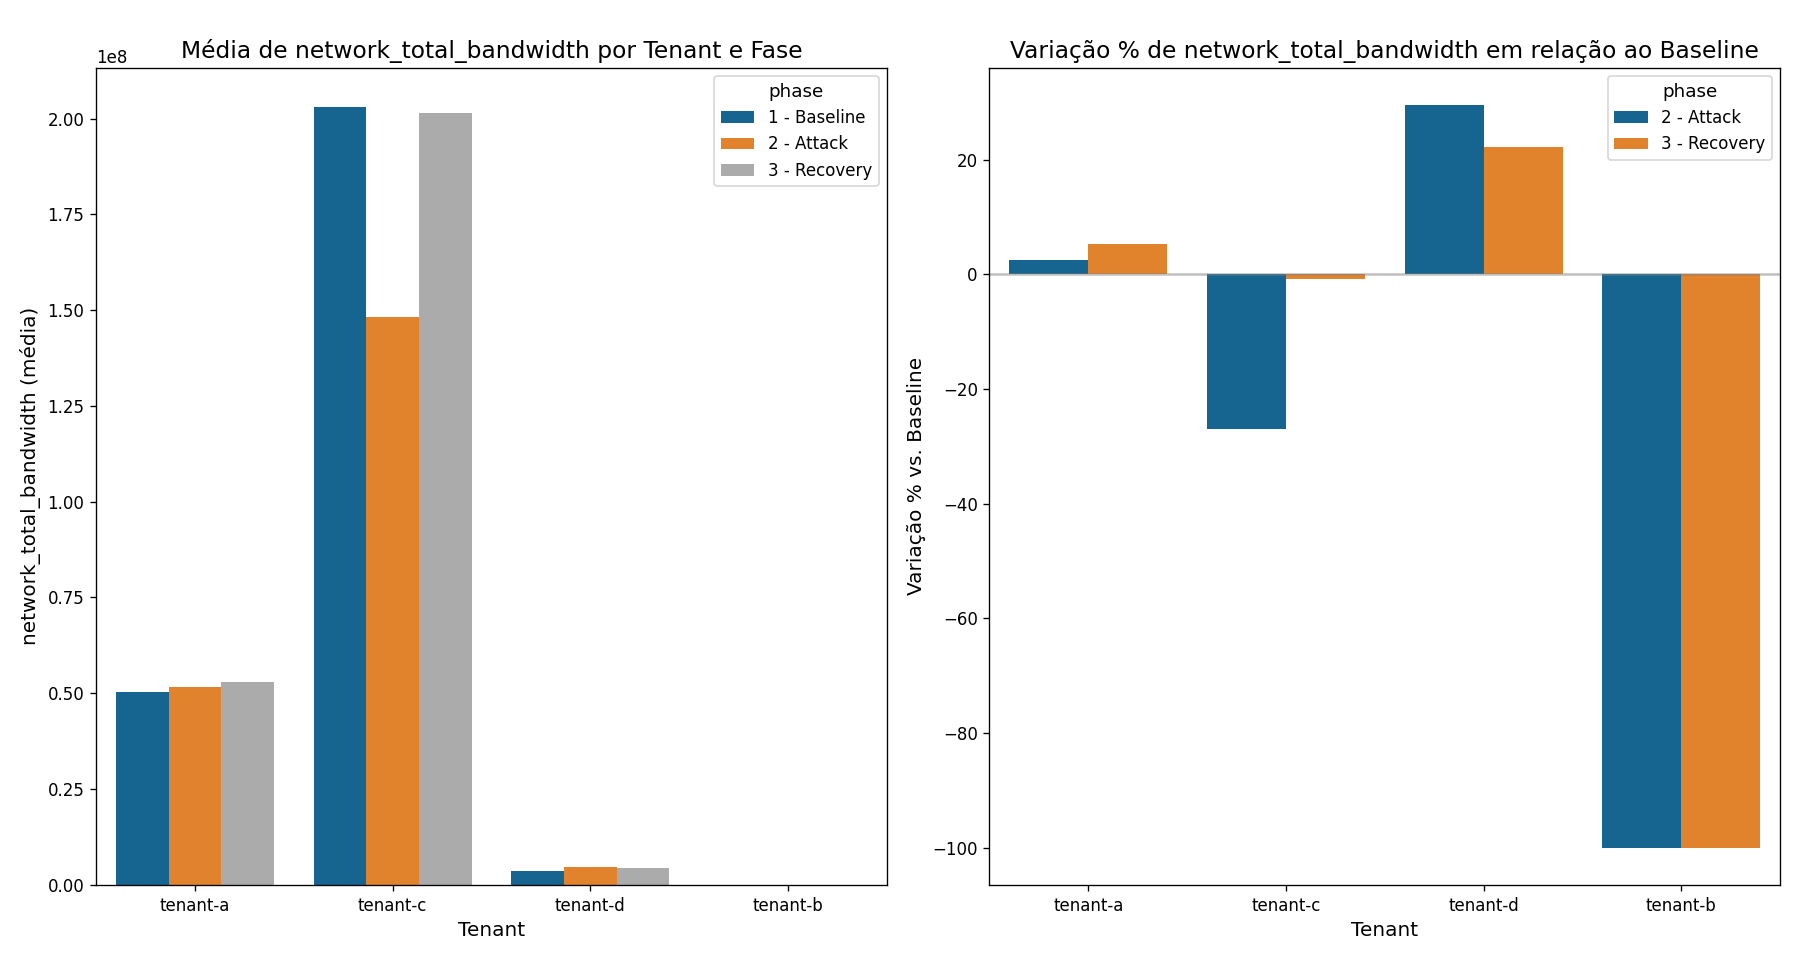 Média de network_total_bandwidth por Tenant e Fase
1e8
network_total_bandwidth (média)
2.00
1.75
1.50
1.25
1.00
0.75
0.50
0.25
0.00
phase
1 - Baseline
2 - Attack
3 - Recovery
tenant-a
tenant-c
tenant-d
tenant-b
Tenant
Variação % de network_total_bandwidth em relação ao Baseline
Variação % vs. Baseline
20
0
−20
−40
−60
−80
−100
phase
2 - Attack
3 - Recovery
tenant-a
tenant-c
tenant-d
tenant-b
Tenant